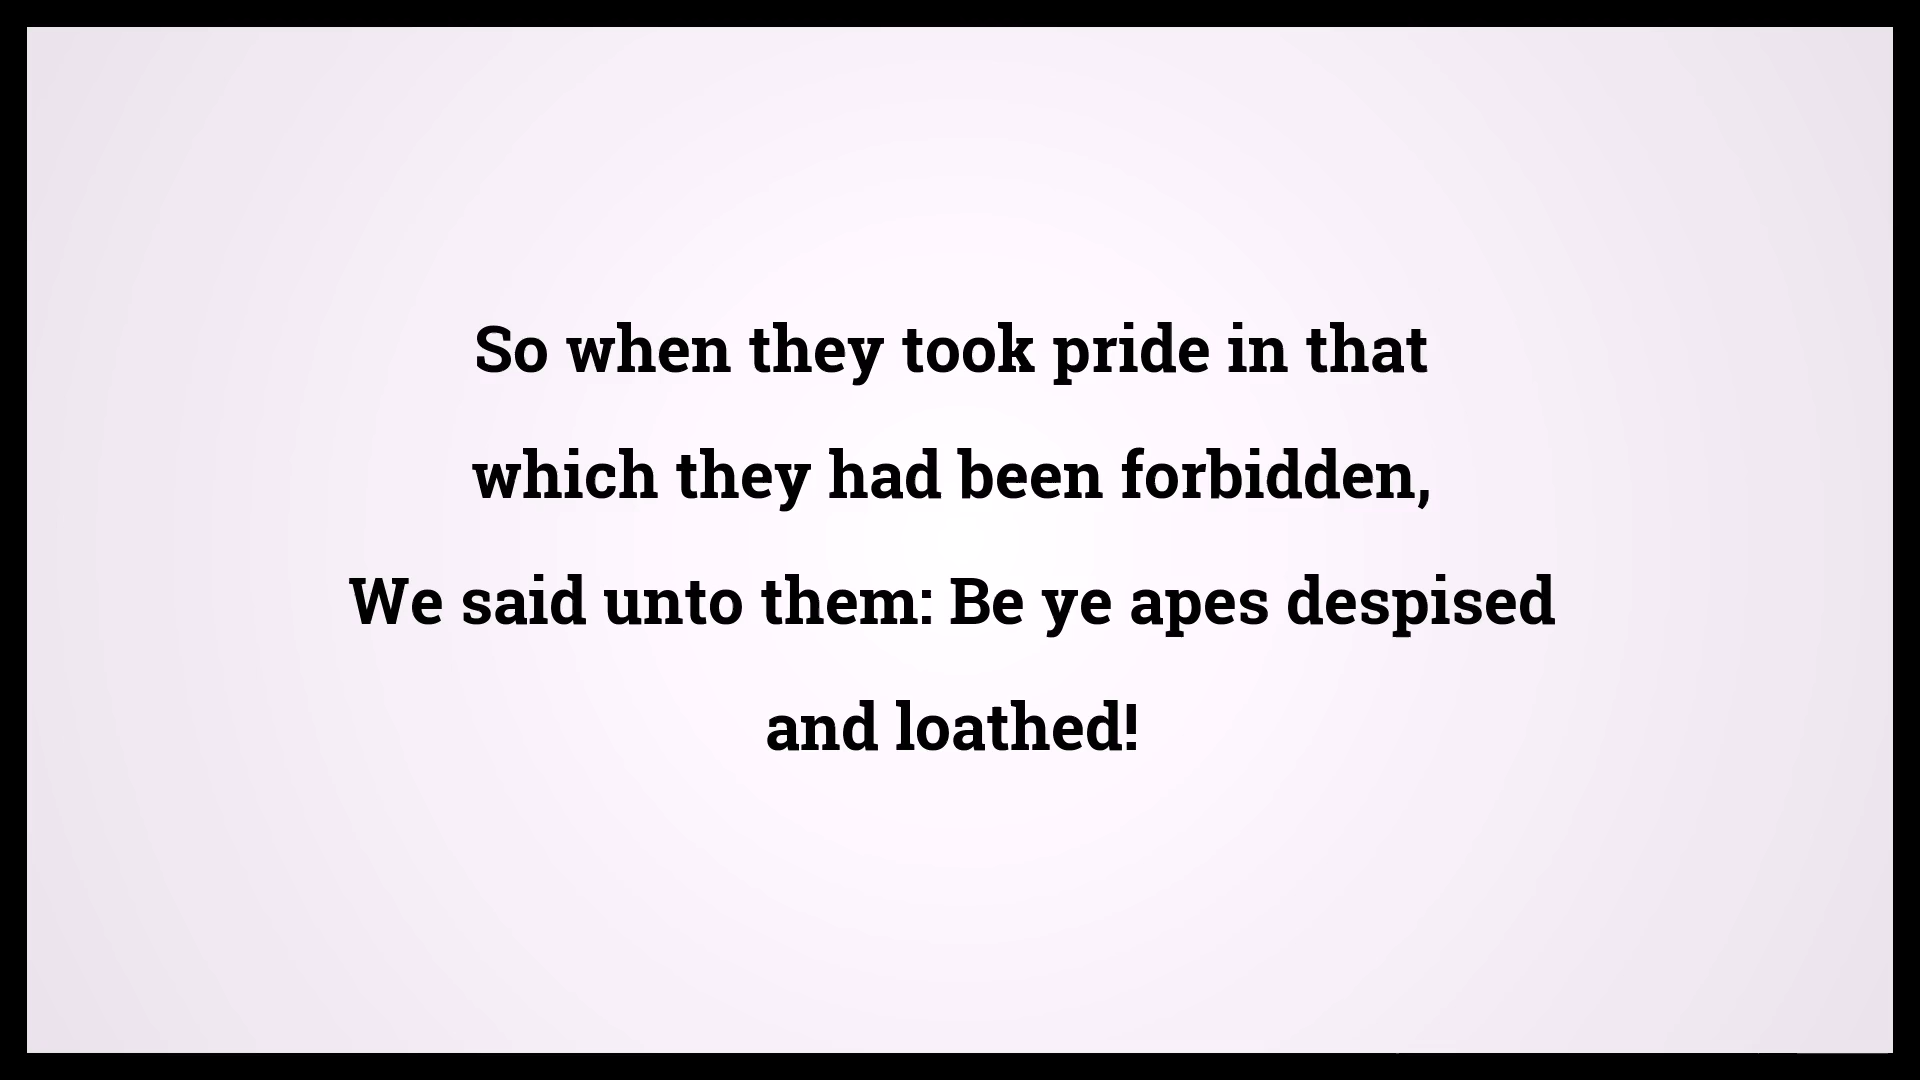 So when they took pride in that
which they had been forbidden,
We said unto them: Be ye apes despised
and loathed!